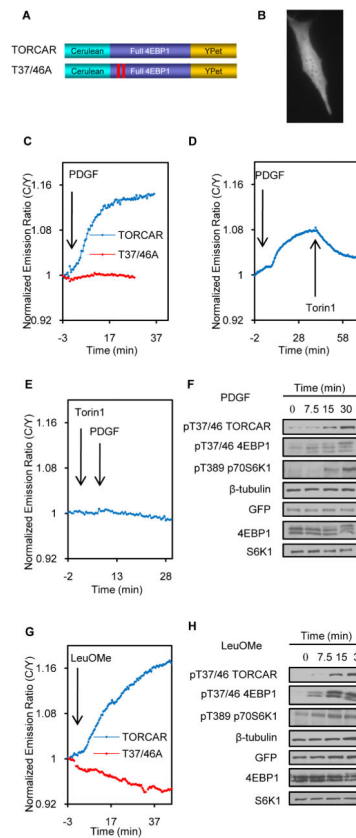 A
B
TORCAR
Cerulean
Full 4EBP1
YPet
T37/46A
Cerulean
Full 4EBP1
YPet
C
D
Normalized Emission Ratio (C/Y)
1.16
1.08
1
0.92
PDGF
TORCAR
T37/46A
-3
17
37
Time (min)
Normalized Emission Ratio (C/Y)
1.16
1.08
1
0.92
PDGF
Torin1
-2
28
58
Time (min)
E
F
Normalized Emission Ratio (C/Y)
1.16
1.08
1
0.92
Torin1
PDGF
-2
13
28
Time (min)
PDGF
Time (min)
0 7.5 15 30
pT37/46 TORCAR
pT37/46 4EBP1
pT389 p70S6K1
β-tubulin
GFP
4EBP1
S6K1
G
H
Normalized Emission Ratio (C/Y)
1.16
1.08
1
0.92
LeuOMe
TORCAR
T37/46A
-2
18
38
Time (min)
LeuOMe
Time (min)
0 7.5 15
pT37/46 TORCAR
pT37/46 4EBP1
pT389 p70S6K1
β-tubulin
GFP
4EBP1
S6K1